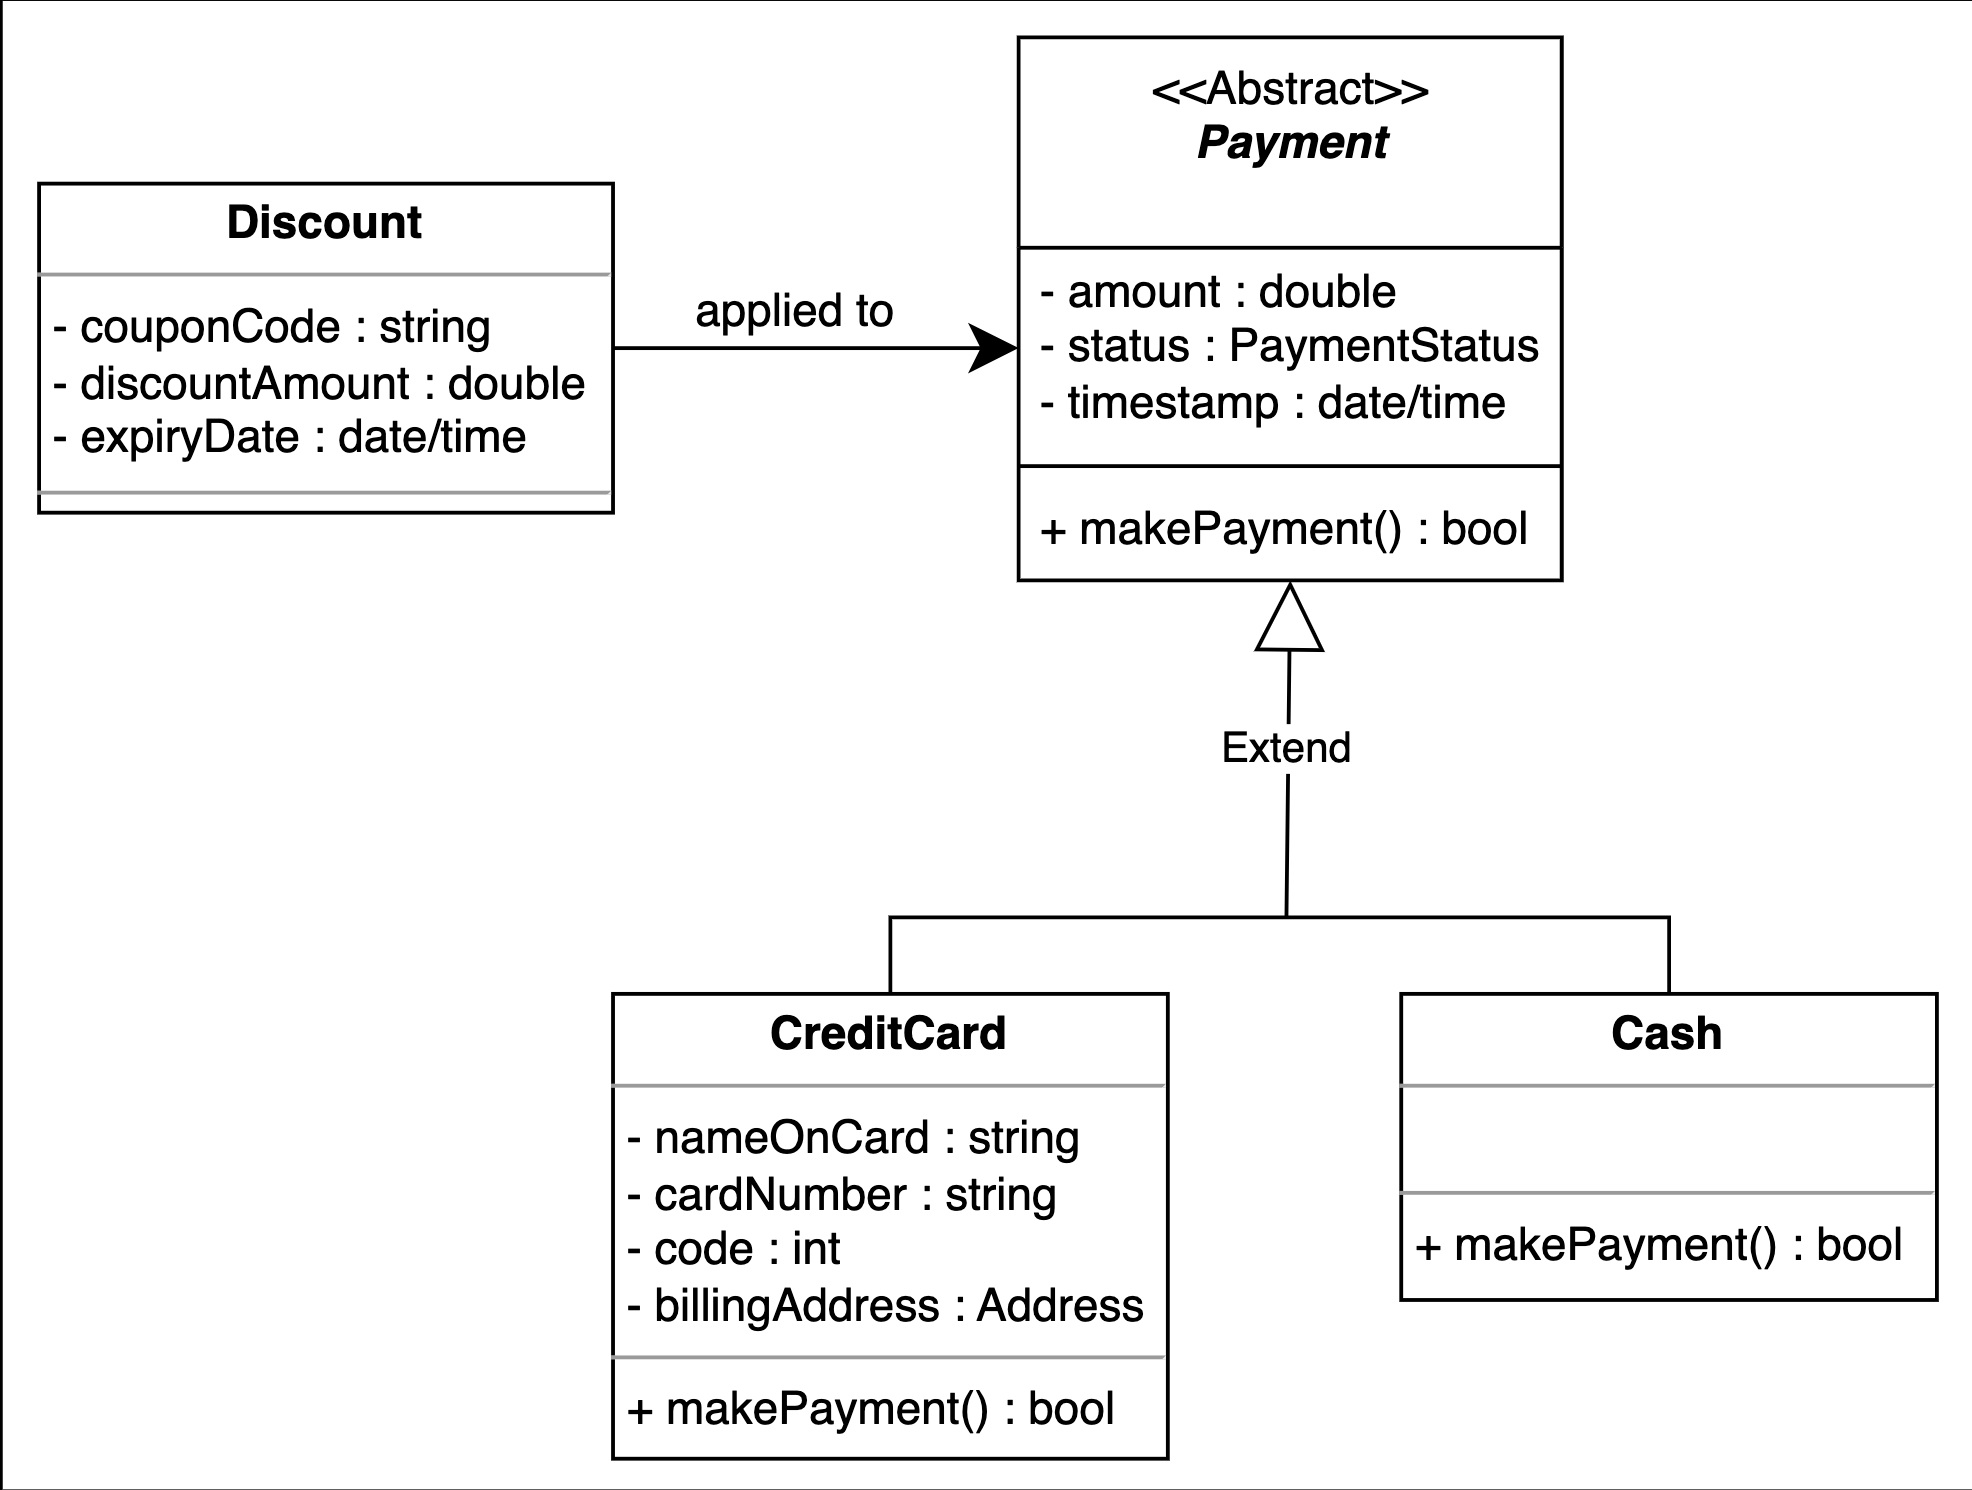 <<Abstract>>
Payment
- amount : double
- status : PaymentStatus
- timestamp : date/time
+ makePayment() : bool
Discount
- couponCode : string
- discountAmount : double
- expiryDate : date/time
applied to
Extend
CreditCard
- nameOnCard : string
- cardNumber : string
- code : int
- billingAddress : Address
+ makePayment() : bool
Cash
+ makePayment() : bool